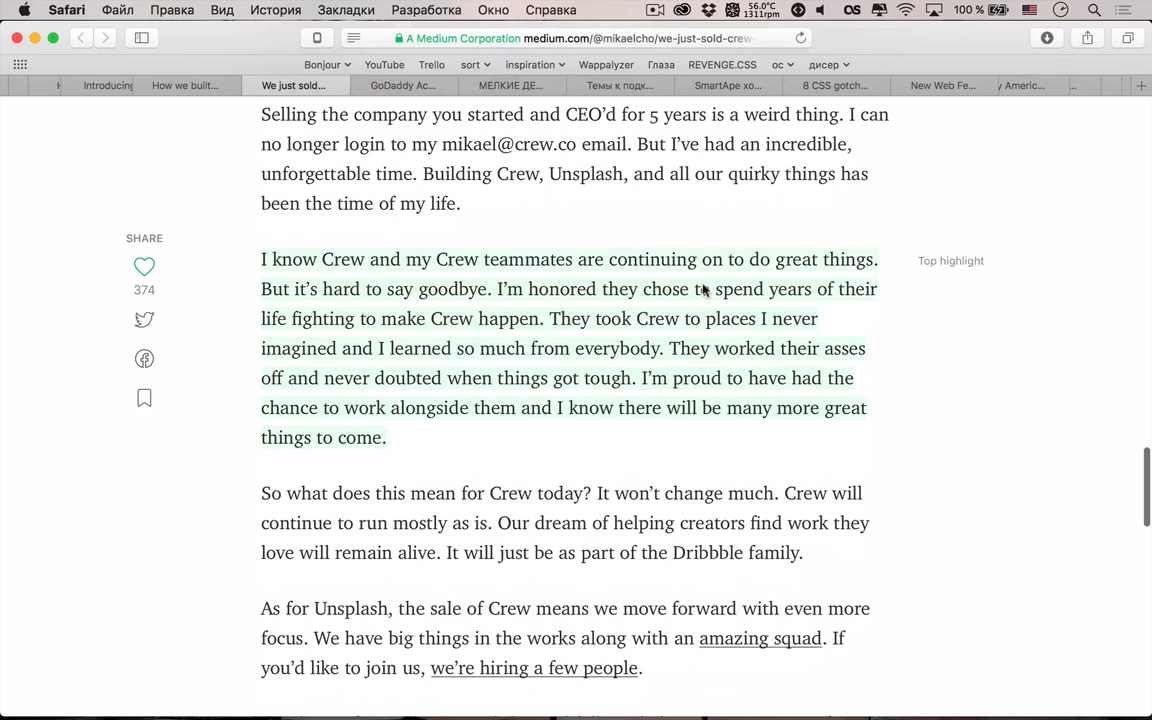 Safari Файл Правка Вид История Закладки Разработка Окно Справка 56.0°C 1311rpm 100 %
A Medium Corporation medium.com/@mikaelcho/we-just-sold-crew-
Bonjour YouTube Trello sort inspiration Wappalyzer Глаза REVENGE.CSS ос дисер
Introducing How we built... We just sold... GoDaddy Ac... МЕЛКИЕ ДЕ... Темы к подк... SmartApe хо... 8 CSS gotch... New Web Fe... y Americ... ...
Selling the company you started and CEO’d for 5 years is a weird thing. I can
no longer login to my mikael@crew.co email. But I’ve had an incredible,
unforgettable time. Building Crew, Unsplash, and all our quirky things has
been the time of my life.
SHARE
374
I know Crew and my Crew teammates are continuing on to do great things.
Top highlight
But it’s hard to say goodbye. I’m honored they chose to spend years of their
life fighting to make Crew happen. They took Crew to places I never
imagined and I learned so much from everybody. They worked their asses
off and never doubted when things got tough. I’m proud to have had the
chance to work alongside them and I know there will be many more great
things to come.
So what does this mean for Crew today? It won’t change much. Crew will
continue to run mostly as is. Our dream of helping creators find work they
love will remain alive. It will just be as part of the Dribbble family.
As for Unsplash, the sale of Crew means we move forward with even more
focus. We have big things in the works along with an amazing squad. If
you’d like to join us, we’re hiring a few people.